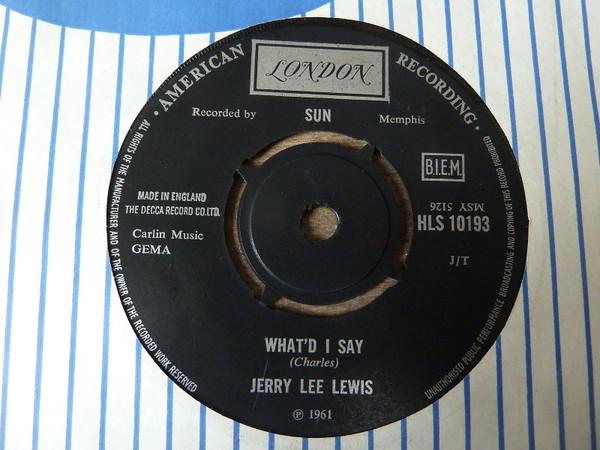 · AMERICAN RECORDING ·
LONDON
Recorded by SUN Memphis
B.I.E.M.
MADE IN ENGLAND
THE DECCA RECORD CO. LTD.
MSY 5126
HLS 10193
Carlin Music
GEMA
J/T
WHAT'D I SAY
(Charles)
JERRY LEE LEWIS
℗ 1961
ALL RIGHTS OF THE MANUFACTURER AND OF THE OWNER OF THE RECORDED WORK RESERVED
UNAUTHORISED PUBLIC PERFORMANCE BROADCASTING AND COPYING OF THIS RECORD PROHIBITED